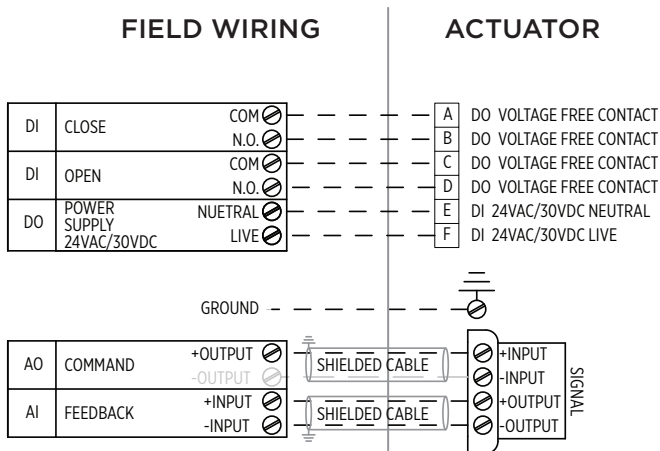 FIELD WIRING ACTUATOR
DI CLOSE COM A DO VOLTAGE FREE CONTACT
N.O. B DO VOLTAGE FREE CONTACT
DI OPEN COM C DO VOLTAGE FREE CONTACT
N.O. D DO VOLTAGE FREE CONTACT
DO POWER SUPPLY 24VAC/30VDC NUETRAL E DI 24VAC/30VDC NEUTRAL
LIVE F DI 24VAC/30VDC LIVE
GROUND
AO COMMAND +OUTPUT SHIELDED CABLE +INPUT
-OUTPUT -INPUT
AI FEEDBACK +INPUT SHIELDED CABLE +OUTPUT
-INPUT -OUTPUT
SIGNAL